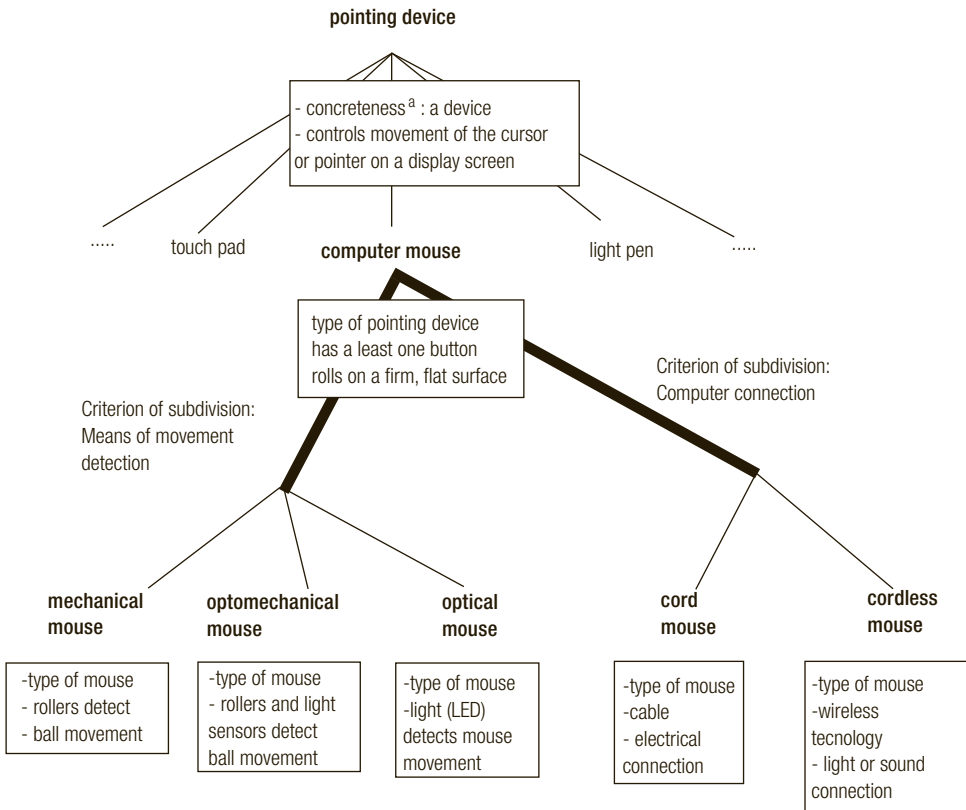 pointing device
- concreteness a : a device
- controls movement of the cursor
or pointer on a display screen
.....
touch pad
computer mouse
light pen
.....
type of pointing device
has a least one button
rolls on a firm, flat surface
Criterion of subdivision:
Computer connection
Criterion of subdivision:
Means of movement
detection
mechanical
mouse
optomechanical
mouse
optical
mouse
cord
mouse
cordless
mouse
-type of mouse
- rollers detect
- ball movement
-type of mouse
- rollers and light
sensors detect
ball movement
-type of mouse
-light (LED)
detects mouse
movement
-type of mouse
-cable
- electrical
connection
-type of mouse
-wireless
tecnology
- light or sound
connection